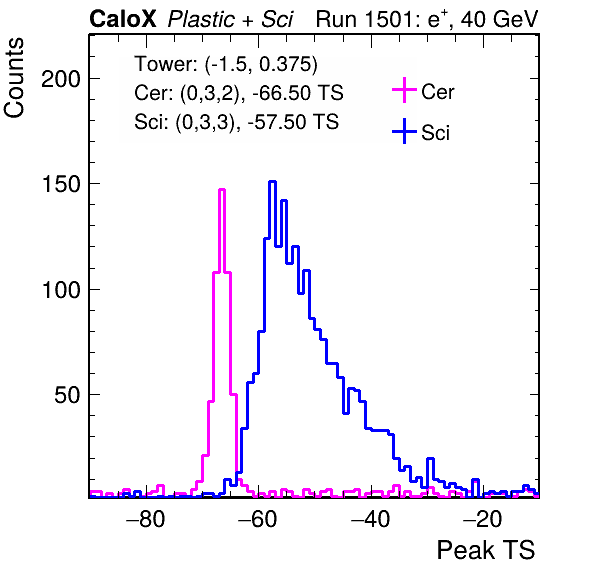 CaloX Plastic + Sci Run 1501: e+, 40 GeV
Counts
Tower: (-1.5, 0.375)
Cer: (0,3,2), -66.50 TS
Sci: (0,3,3), -57.50 TS
Cer
Sci
200
150
100
50
−80 −60 −40 −20
Peak TS